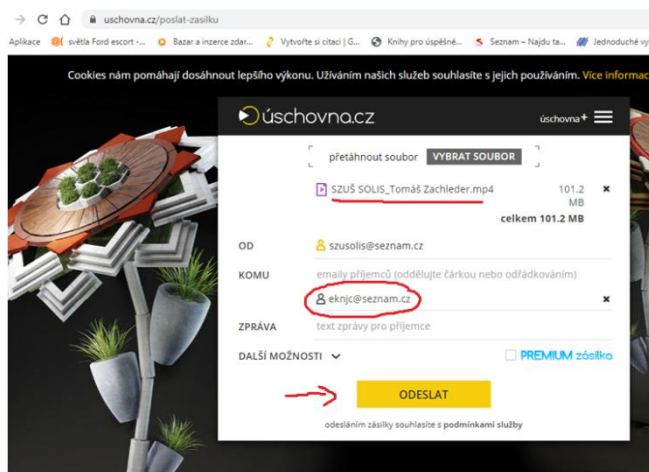 uschovna.cz/poslat-zasilku
Aplikace světla Ford escort -... Bazar a inzerce zdar... Vytvořte si citaci | G... Knihy pro úspěšné... Seznam – Najdu ta... Jednoduché vy
Cookies nám pomáhají dosáhnout lepšího výkonu. Užíváním našich služeb souhlasíte s jejich používáním. Více informac
úschovna.cz úschovna+
přetáhnout soubor VYBRAT SOUBOR
SZUŠ SOLIS_Tomáš Zachleder.mp4 101.2
MB
celkem 101.2 MB
OD szusolis@seznam.cz
KOMU emaily příjemců (oddělujte čárkou nebo odřádkováním)
eknjc@seznam.cz
ZPRÁVA text zprávy pro příjemce
DALŠÍ MOŽNOSTI PREMIUM zásilka
ODESLAT
odesláním zásilky souhlasíte s podmínkami služby